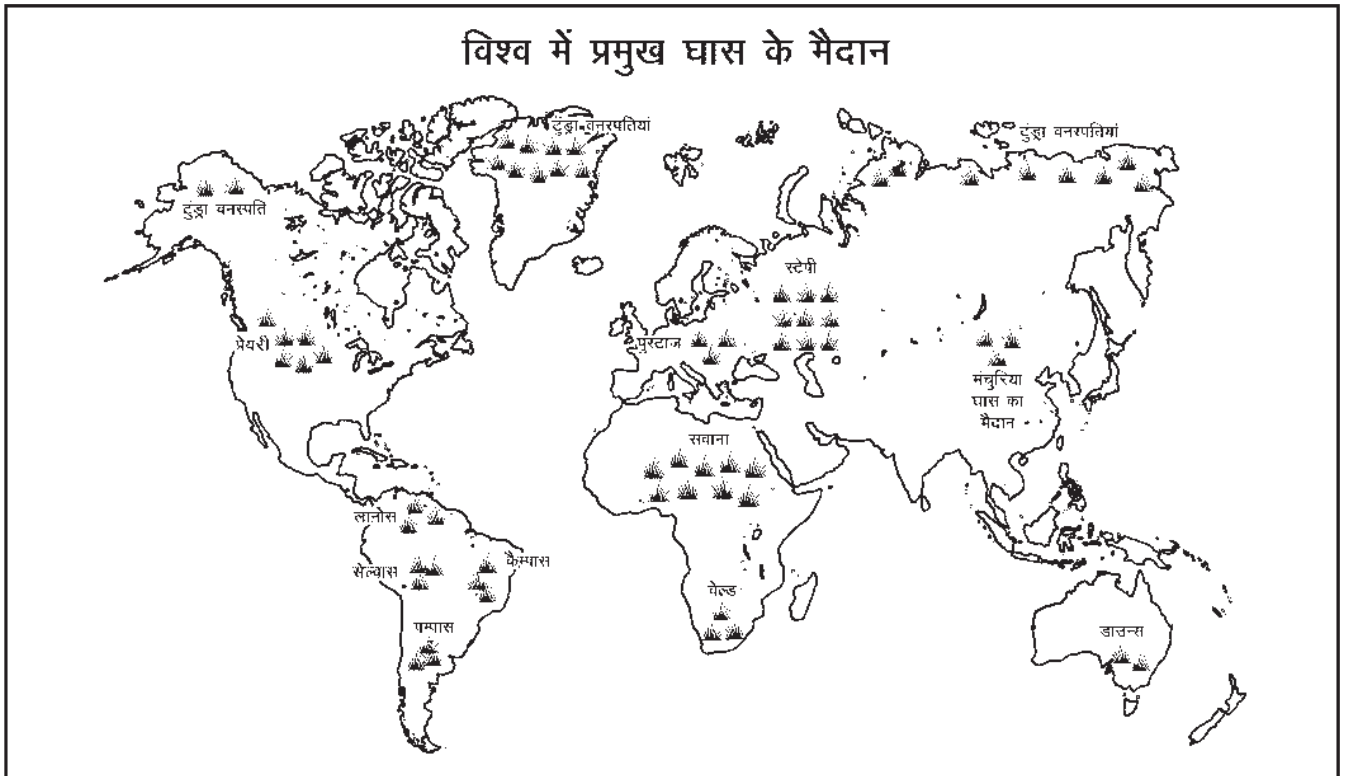 विश्व में प्रमुख घास के मैदान
टुंड्रा वनस्पतियां
टुंड्रा वनस्पतियां
टुंड्रा वनस्पति
स्टेपी
प्रेयरी
पुस्टाज
मंचुरिया
घास का
मैदान
सवाना
लानोस
सेल्वास
कैम्पास
वेल्ड
पम्पास
डाउन्स